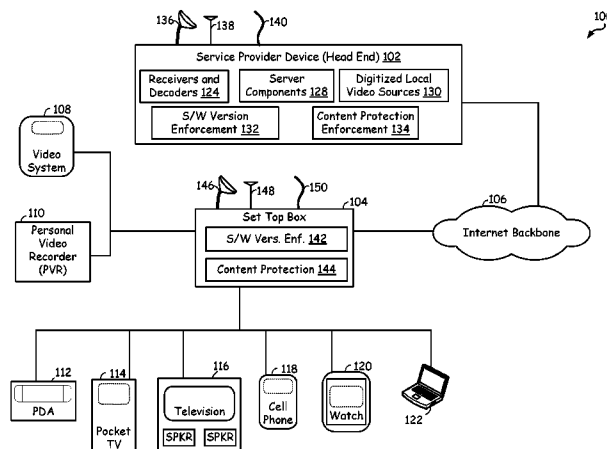 136
138
140
10
Service Provider Device (Head End) 102
Receivers and Decoders 124
Server Components 128
Digitized Local Video Sources 130
S/W Version Enforcement 132
Content Protection Enforcement 134
108
Video System
110
Personal Video Recorder (PVR)
146
148
150
104
Set Top Box
S/W Vers. Enf. 142
Content Protection 144
106
Internet Backbone
112
PDA
114
Pocket TV
116
Television
SPKR
SPKR
118
Cell Phone
120
Watch
122